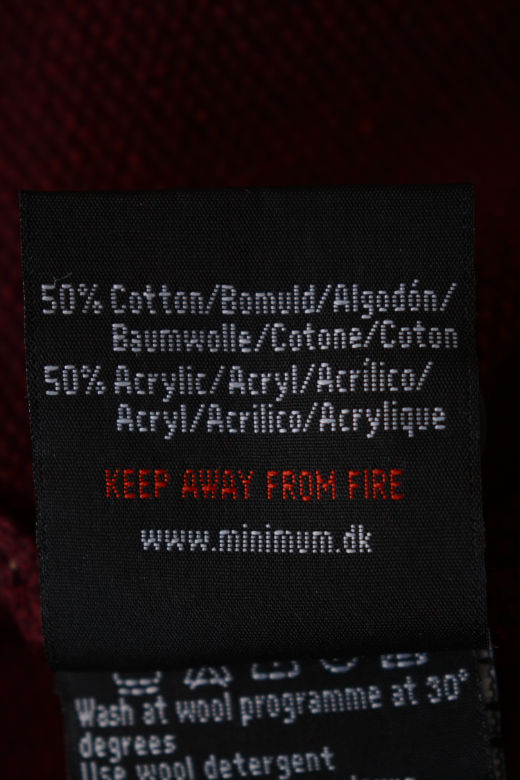 50% Cotton/Bomuld/Algodón/
Baumwolle/Cotone/Coton
50% Acrylic/Acryl/Acrílico/
Acryl/Acrilico/Acrylique
KEEP AWAY FROM FIRE
www.minimum.dk
Wash at wool programme at 30°
degrees
Use wool detergent